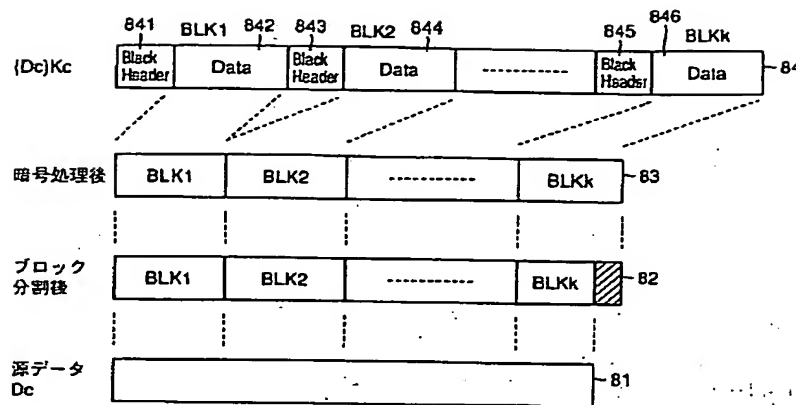 841 BLK1 842 843 BLK2 844 845 846 BLKk
{Dc}Kc Black Header Data Black Header Data Black Header Data 84
暗号処理後 BLK1 BLK2 BLKk 83
ブロック分割後 BLK1 BLK2 BLKk 82
源データ Dc 81